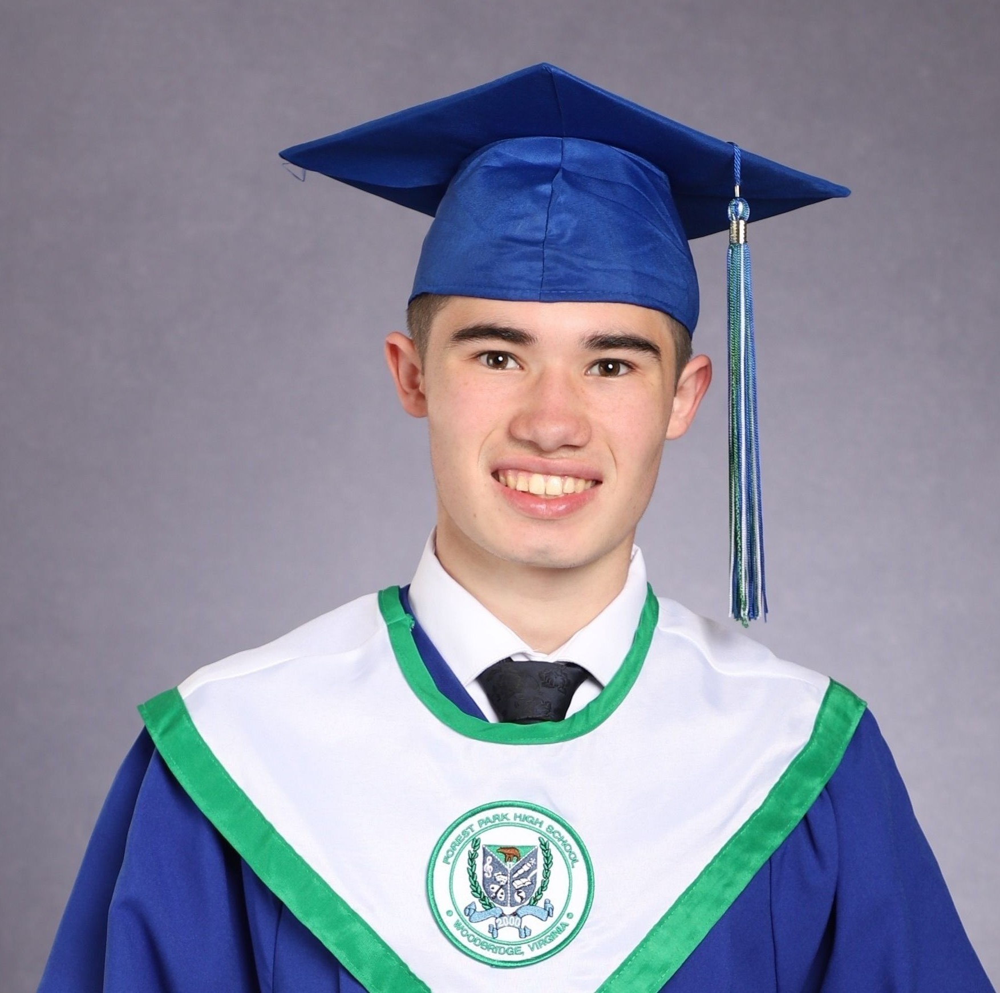 FOREST PARK HIGH SCHOOL
2000
WOODBRIDGE, VIRGINIA